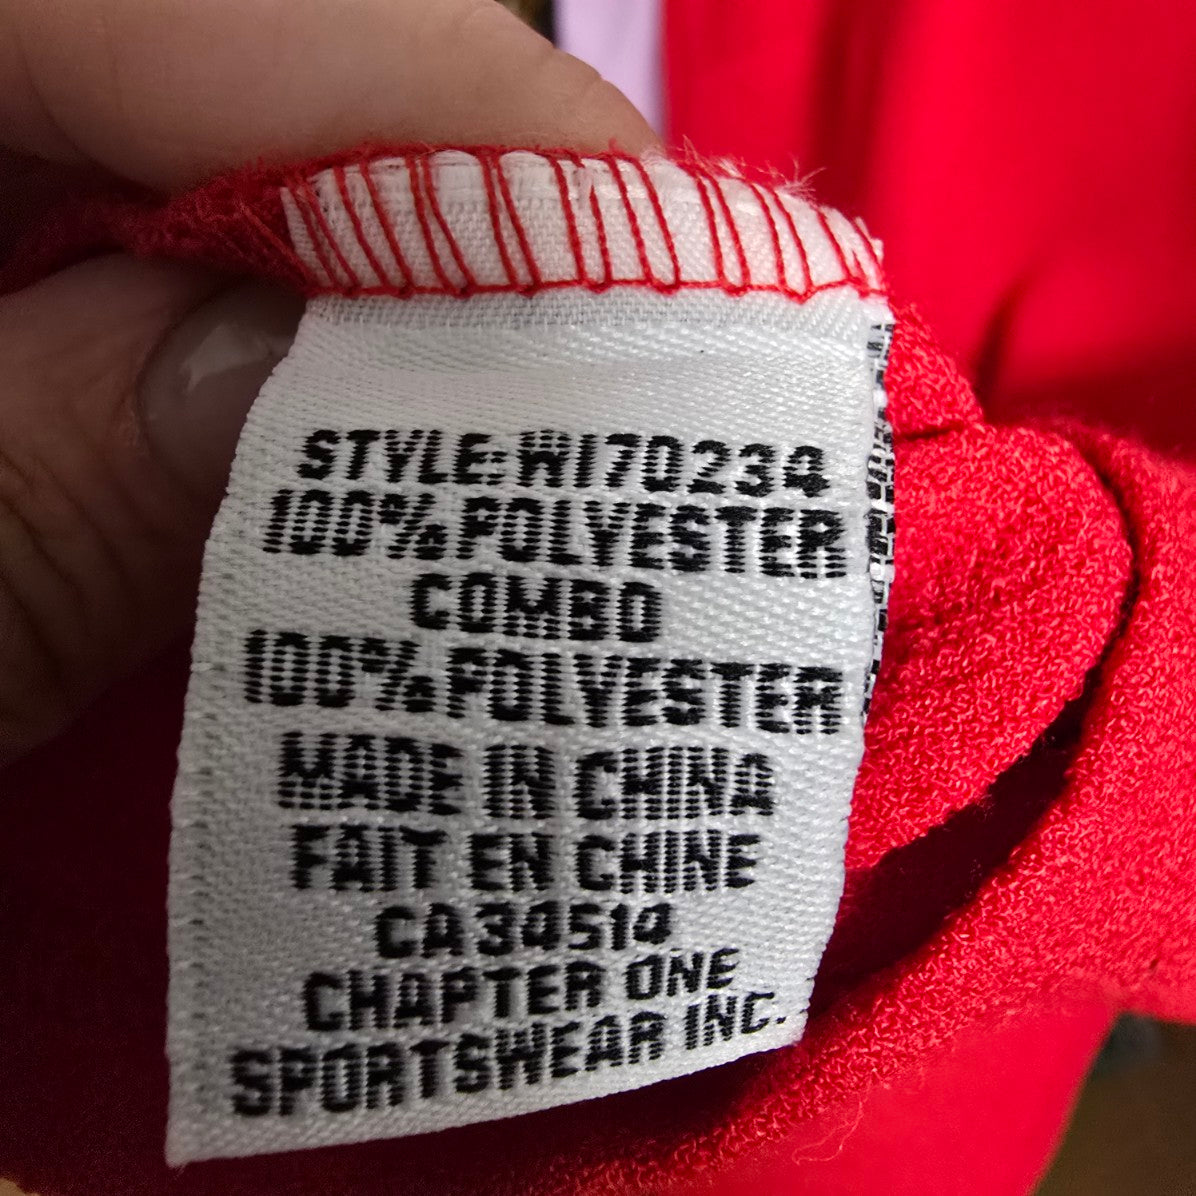 STYLE: W170234
100% POLYESTER
COMBO
100% POLYESTER
MADE IN CHINA
FAIT EN CHINE
CA34514
CHAPTER ONE
SPORTSWEAR INC.